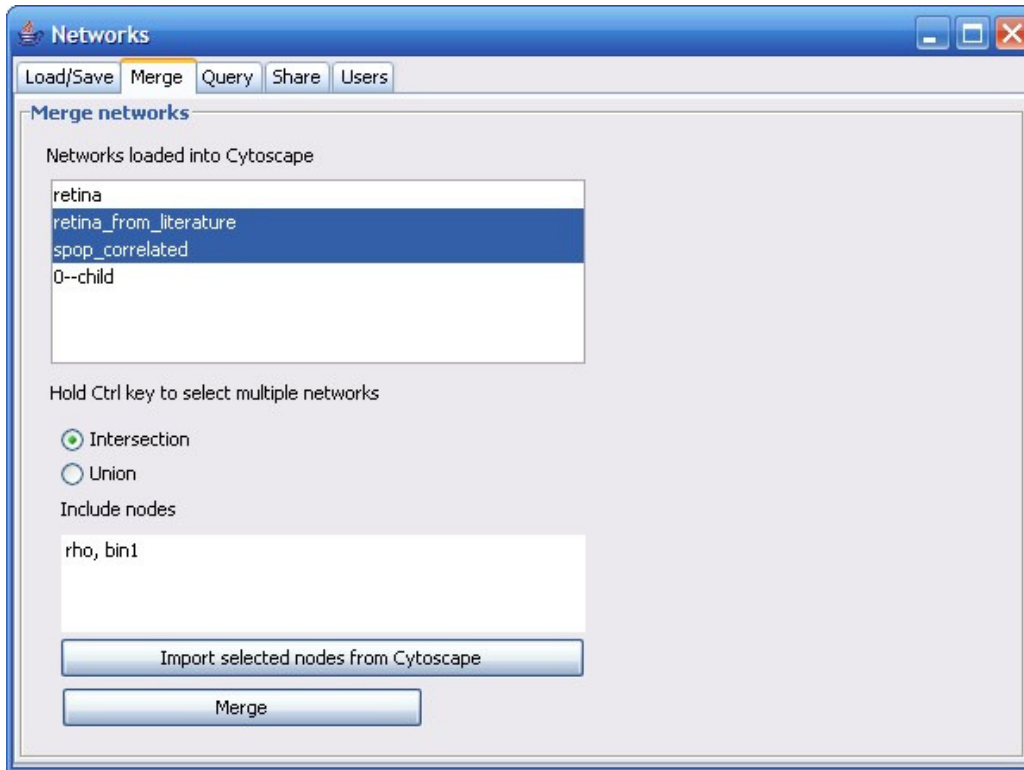 Networks
Load/Save Merge Query Share Users
Merge networks
Networks loaded into Cytoscape
retina
retina_from_literature
spop_correlated
0--child
Hold Ctrl key to select multiple networks
Intersection
Union
Include nodes
rho, bin1
Import selected nodes from Cytoscape
Merge